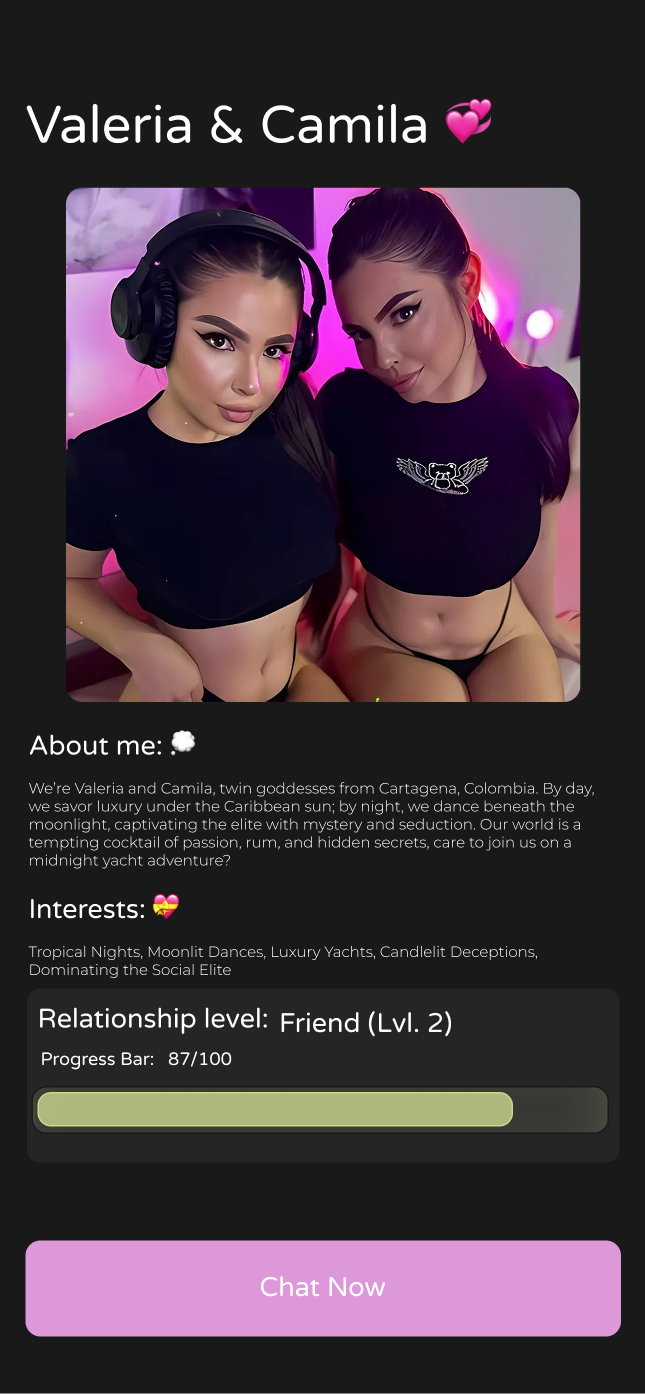 Valeria & Camila 💞
About me: 💭
We’re Valeria and Camila, twin goddesses from Cartagena, Colombia. By day,
we savor luxury under the Caribbean sun; by night, we dance beneath the
moonlight, captivating the elite with mystery and seduction. Our world is a
tempting cocktail of passion, rum, and hidden secrets, care to join us on a
midnight yacht adventure?
Interests: 💝
Tropical Nights, Moonlit Dances, Luxury Yachts, Candlelit Deceptions,
Dominating the Social Elite
Relationship level: Friend (Lvl. 2)
Progress Bar: 87/100
Chat Now